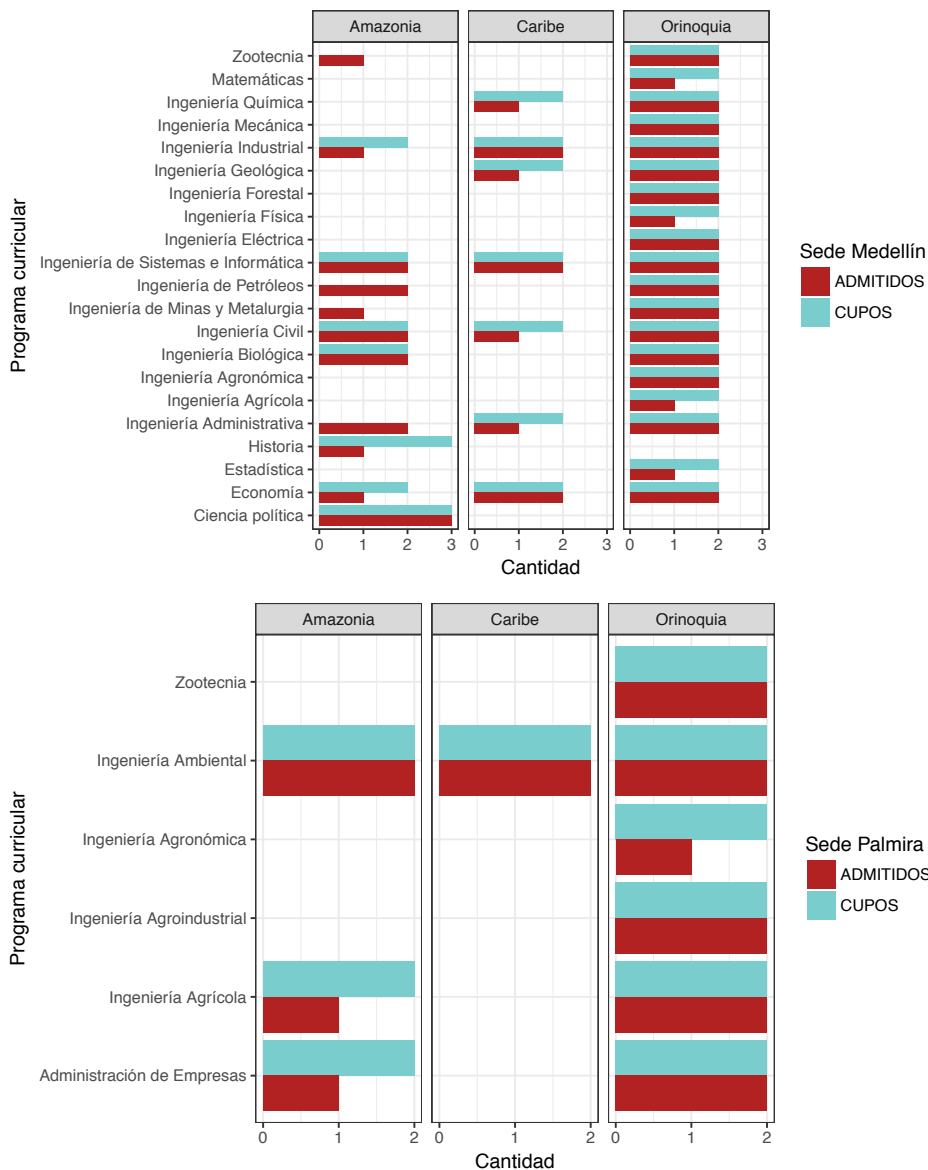 Amazonia Caribe Orinoquia
Programa curricular
Zootecnia
Matemáticas
Ingeniería Química
Ingeniería Mecánica
Ingeniería Industrial
Ingeniería Geológica
Ingeniería Forestal
Ingeniería Física
Ingeniería Eléctrica
Ingeniería de Sistemas e Informática
Ingeniería de Petróleos
Ingeniería de Minas y Metalurgia
Ingeniería Civil
Ingeniería Biológica
Ingeniería Agronómica
Ingeniería Agrícola
Ingeniería Administrativa
Historia
Estadística
Economía
Ciencia política
0 1 2 3 0 1 2 3 0 1 2 3
Cantidad
Sede Medellín
ADMITIDOS
CUPOS
Amazonia Caribe Orinoquia
Programa curricular
Zootecnia
Ingeniería Ambiental
Ingeniería Agronómica
Ingeniería Agroindustrial
Ingeniería Agrícola
Administración de Empresas
0 1 2 0 1 2 0 1 2
Cantidad
Sede Palmira
ADMITIDOS
CUPOS